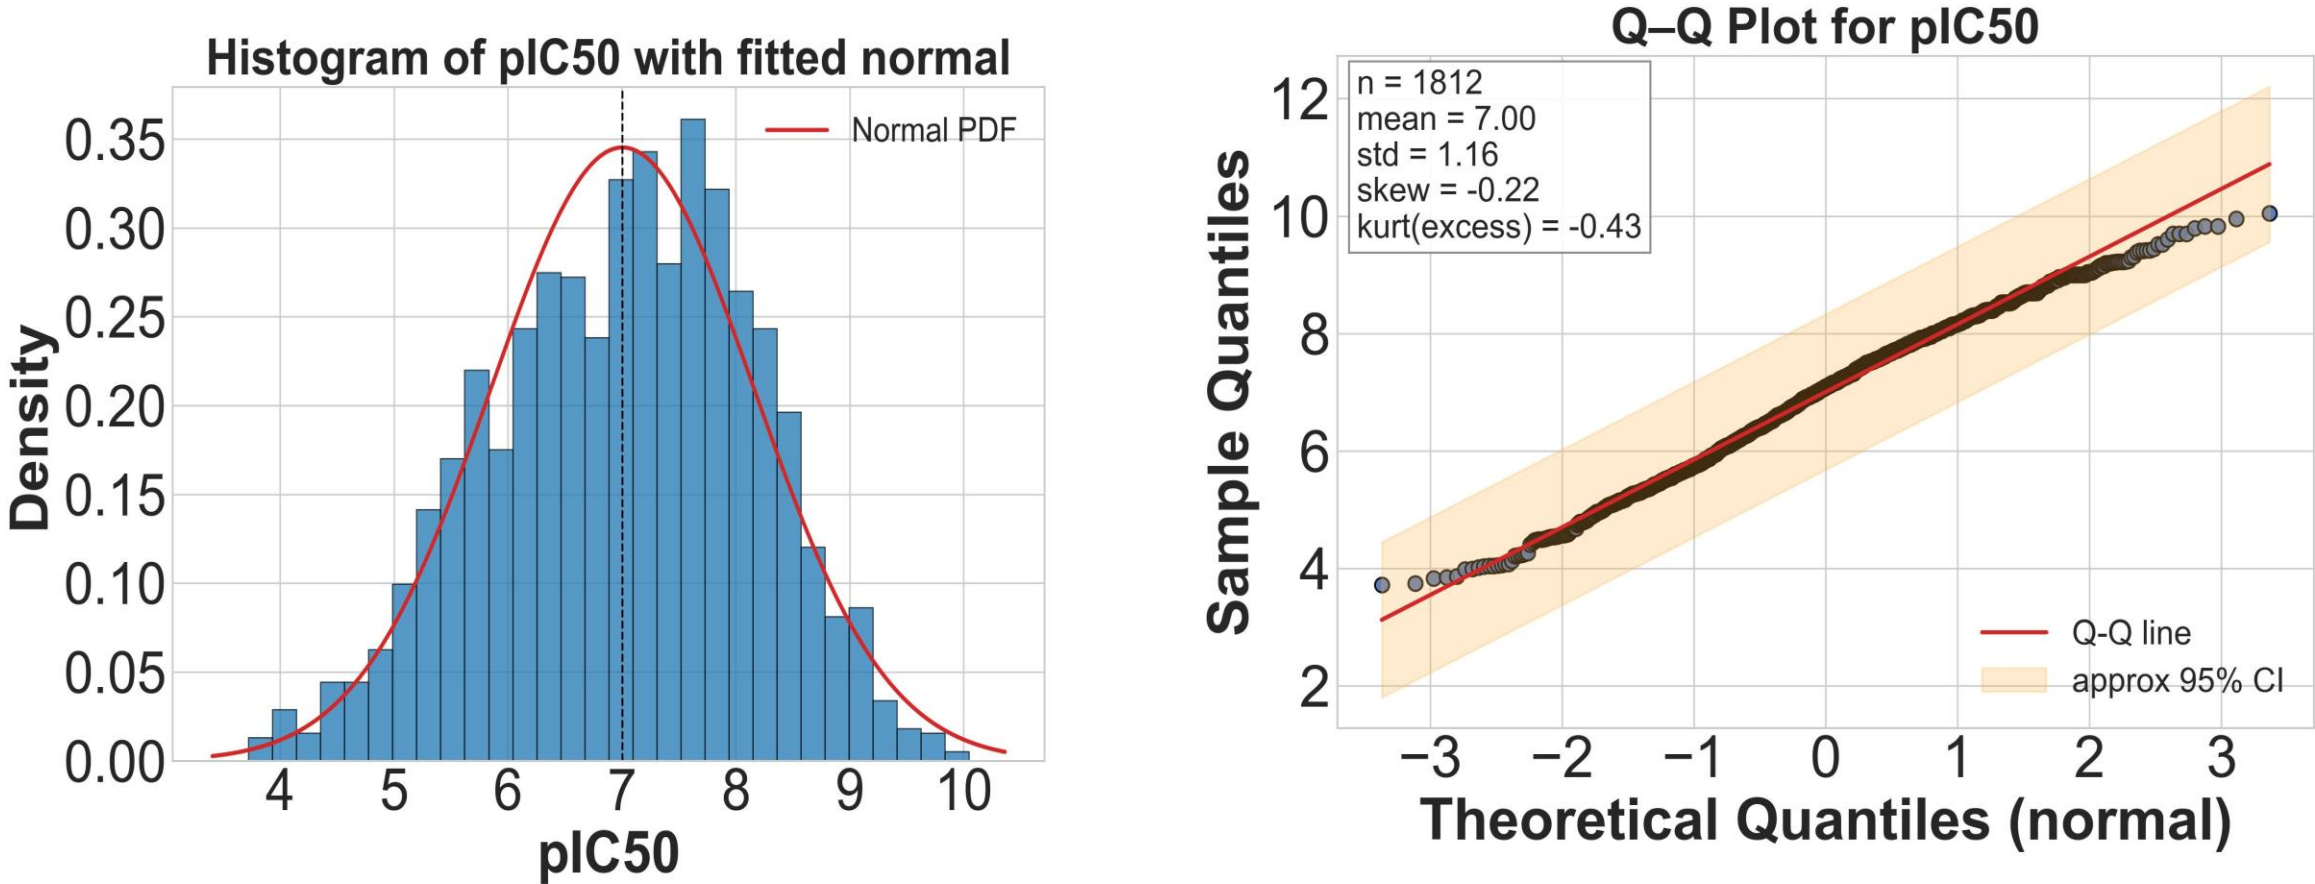 Histogram of pIC50 with fitted normal
Normal PDF
0.35
0.30
0.25
0.20
0.15
0.10
0.05
0.00
Density
4 5 6 7 8 9 10
pIC50
Q–Q Plot for pIC50
n = 1812
mean = 7.00
std = 1.16
skew = -0.22
kurt(excess) = -0.43
12
10
8
6
4
2
Sample Quantiles
Q-Q line
approx 95% CI
−3 −2 −1 0 1 2 3
Theoretical Quantiles (normal)